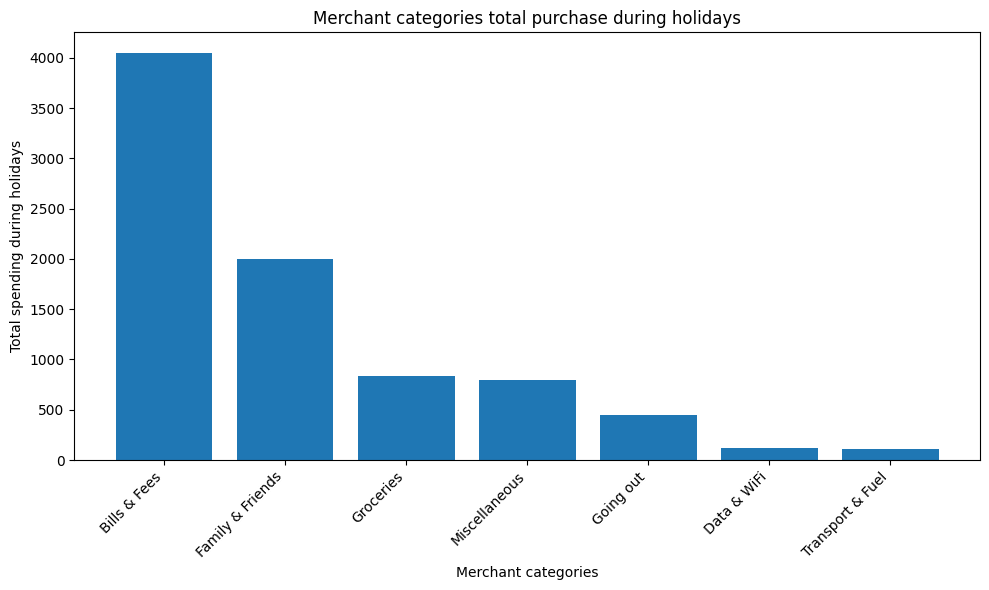 Merchant categories total purchase during holidays
Total spending during holidays
4000
3500
3000
2500
2000
1500
1000
500
0
Bills & Fees
Family & Friends
Groceries
Miscellaneous
Going out
Data & WiFi
Transport & Fuel
Merchant categories